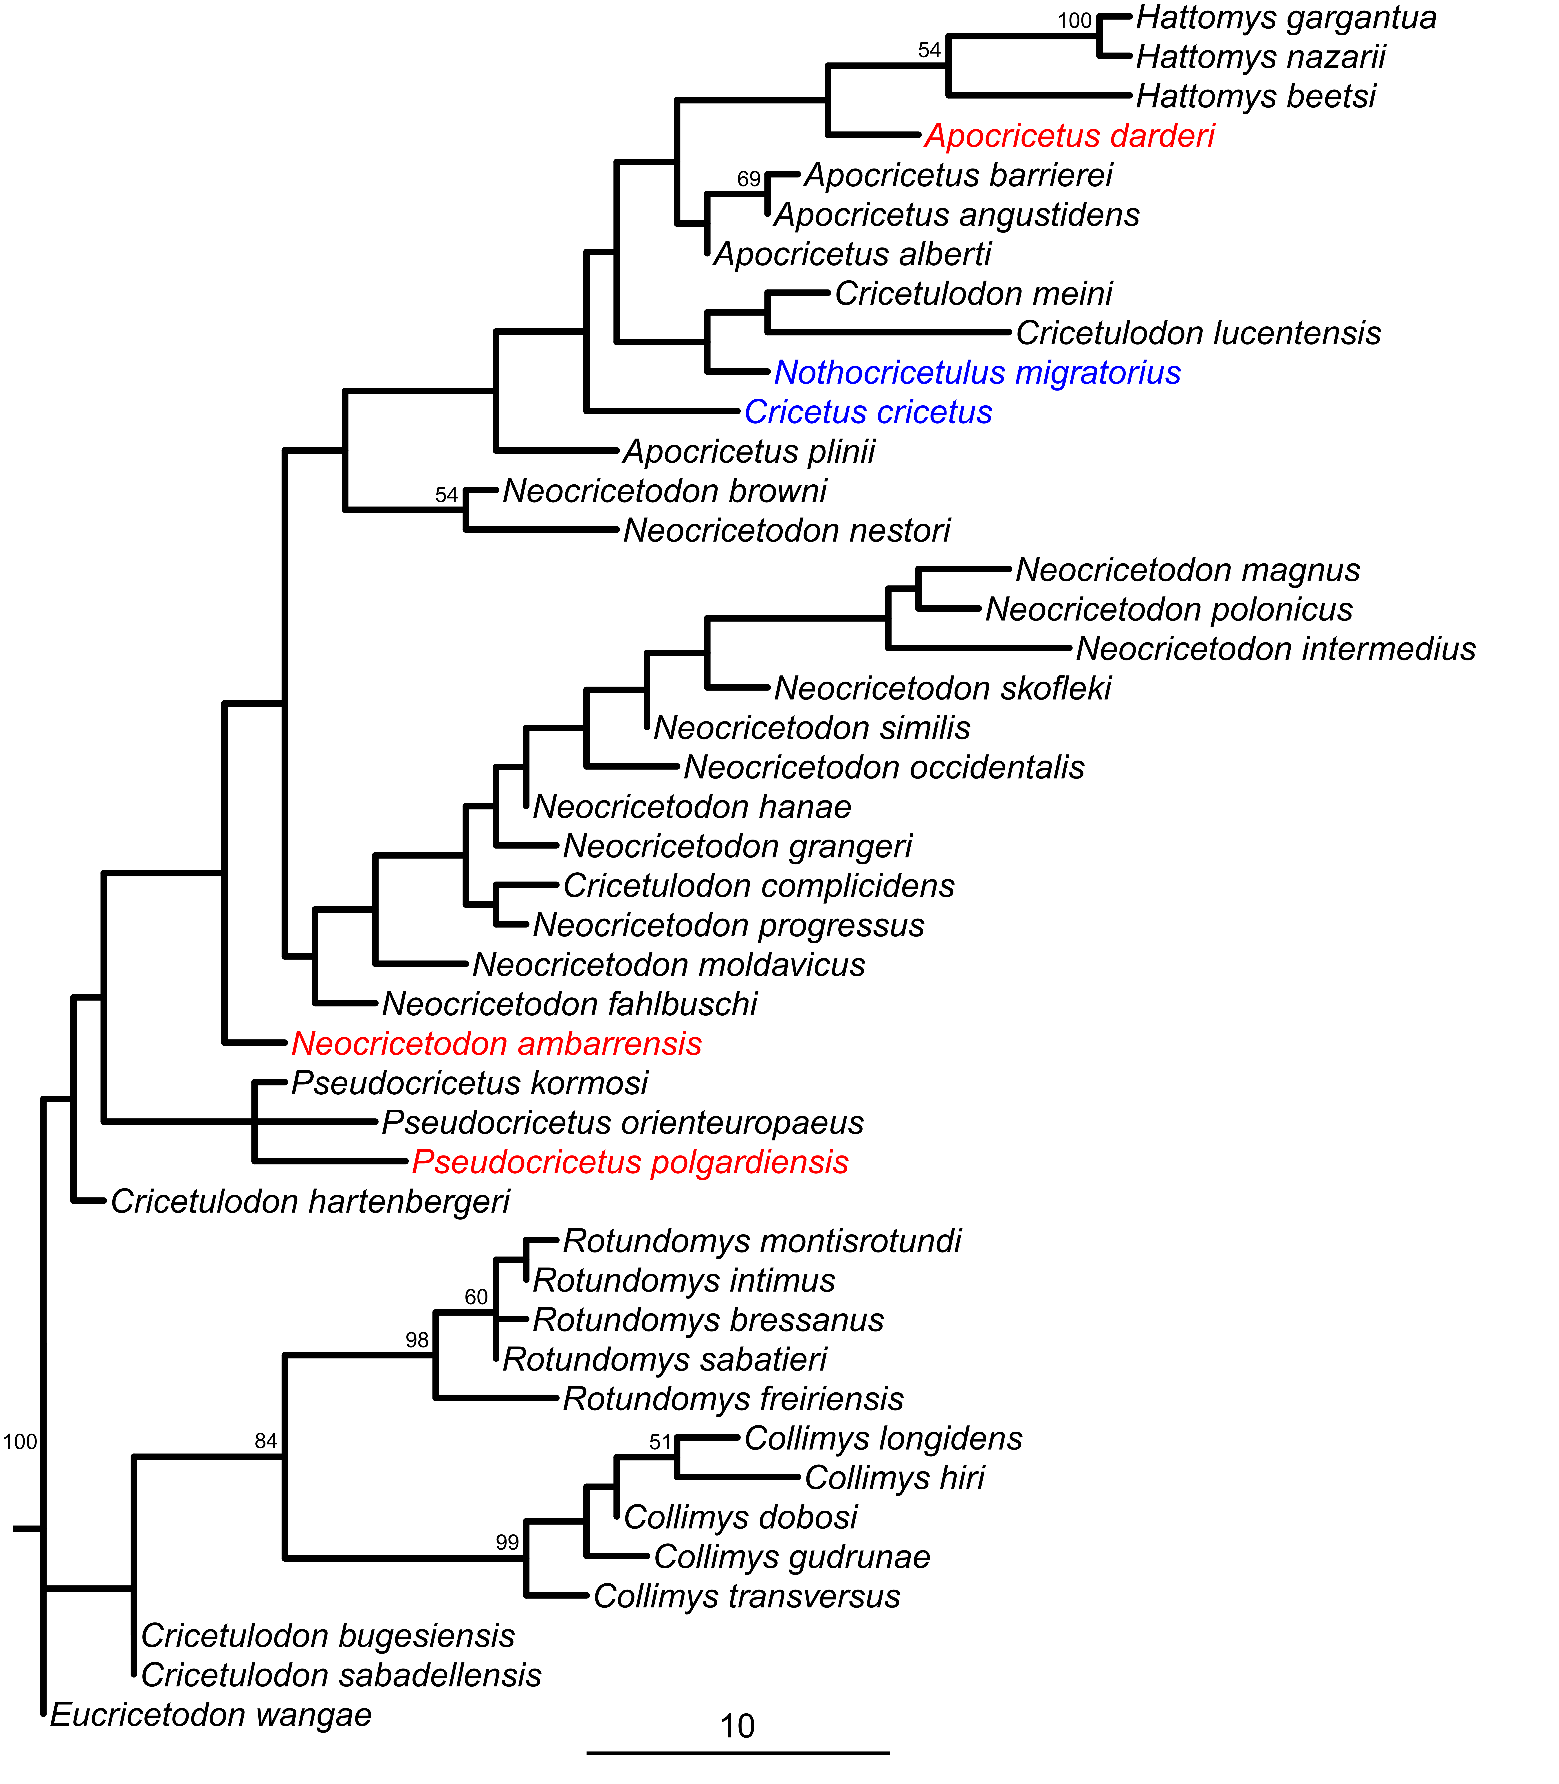 100
Hattomys gargantua
54
Hattomys nazarii
Hattomys beetsi
Apocricetus darderi
69
Apocricetus barrierei
Apocricetus angustidens
Apocricetus alberti
Cricetulodon meini
Cricetulodon lucentensis
Nothocricetulus migratorius
Cricetus cricetus
Apocricetus plinii
54
Neocricetodon browni
Neocricetodon nestori
Neocricetodon magnus
Neocricetodon polonicus
Neocricetodon intermedius
Neocricetodon skofleki
Neocricetodon similis
Neocricetodon occidentalis
Neocricetodon hanae
Neocricetodon grangeri
Cricetulodon complicidens
Neocricetodon progressus
Neocricetodon moldavicus
Neocricetodon fahlbuschi
Neocricetodon ambarrensis
Pseudocricetus kormosi
Pseudocricetus orienteuropaeus
Pseudocricetus polgardiensis
Cricetulodon hartenbergeri
Rotundomys montisrotundi
Rotundomys intimus
60
Rotundomys bressanus
98
Rotundomys sabatieri
Rotundomys freiriensis
100
84
51
Collimys longidens
Collimys hiri
Collimys dobosi
99
Collimys gudrunae
Collimys transversus
Cricetulodon bugesiensis
Cricetulodon sabadellensis
Eucricetodon wangae
10